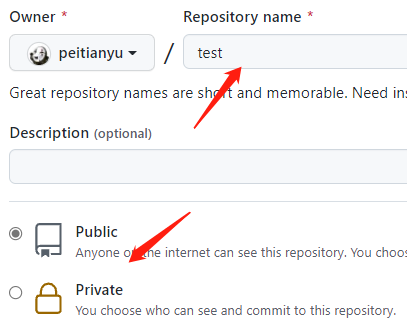 Owner * Repository name *
peitianyu / test
Great repository names are short and memorable. Need ins
Description (optional)
Public
Anyone on the internet can see this repository. You choo
Private
You choose who can see and commit to this repository.